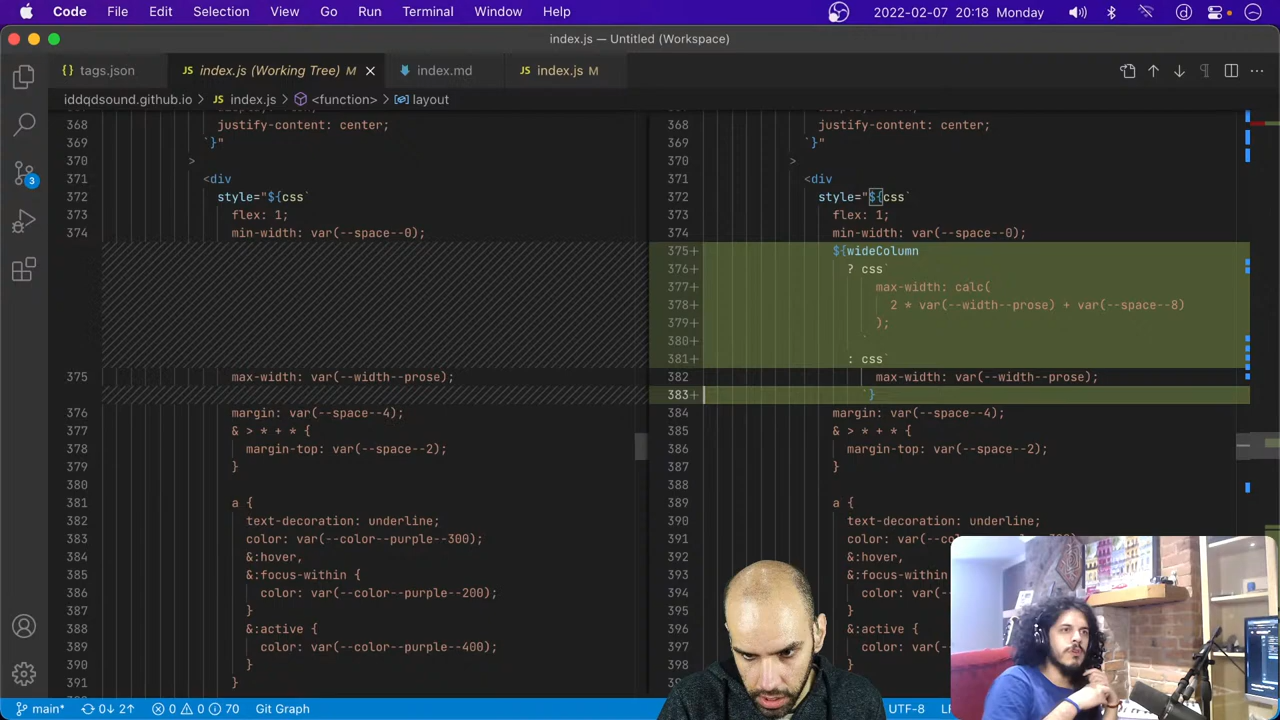 Code File Edit Selection View Go Run Terminal Window Help 2022-02-07 20:18 Monday
index.js — Untitled (Workspace)
{} tags.json JS index.js (Working Tree) M index.md JS index.js M
iddqdsound.github.io > JS index.js > <function> > layout
368 justify-content: center;
369 `}"
370 >
371 <div
372 style="${css`
373 flex: 1;
374 min-width: var(--space--0);
375 max-width: var(--width--prose);
376 margin: var(--space--4);
377 & > * + * {
378 margin-top: var(--space--2);
379 }
380
381 a {
382 text-decoration: underline;
383 color: var(--color--purple--300);
384 &:hover,
385 &:focus-within {
386 color: var(--color--purple--200);
387 }
388 &:active {
389 color: var(--color--purple--400);
390 }
391 }
368 justify-content: center;
369 `}"
370 >
371 <div
372 style="${css`
373 flex: 1;
374 min-width: var(--space--0);
375+ ${wideColumn
376+ ? css`
377+ max-width: calc(
378+ 2 * var(--width--prose) + var(--space--8)
379+ );
380+ `
381+ : css`
382 max-width: var(--width--prose);
383+ `}
384 margin: var(--space--4);
385 & > * + * {
386 margin-top: var(--space--2);
387 }
388
389 a {
390 text-decoration: underline;
391
392 &:hover,
393 &:focus-within
394 color: va
395 }
396 &:active {
397 color: va
398 }
3
main* 0↓ 2↑ 0 0 70 Git Graph UTF-8